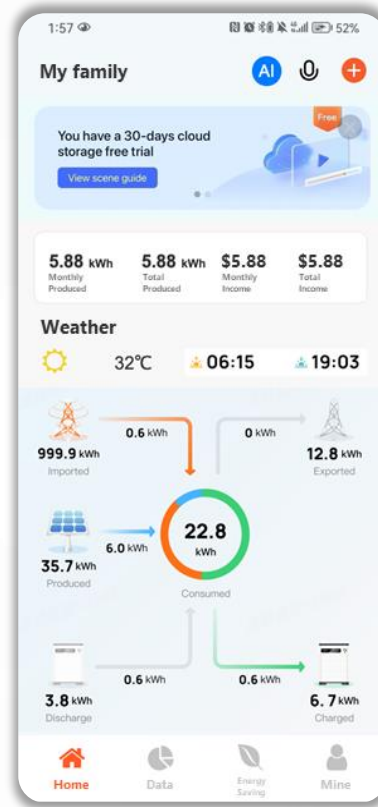 1:57
52%
My family
AI
Free
You have a 30-days cloud
storage free trial
View scene guide
5.88 kWh
Monthly
Produced
5.88 kWh
Total
Produced
$5.88
Monthly
Income
$5.88
Total
Income
Weather
32℃
06:15
19:03
0.6 kWh
0 kWh
999.9 kWh
Imported
12.8 kWh
Exported
22.8
kWh
6.0 kWh
35.7 kWh
Produced
Consumed
0.6 kWh
0.6 kWh
3.8 kWh
Discharge
6.7 kWh
Charged
Home
Data
Energy
Saving
Mine